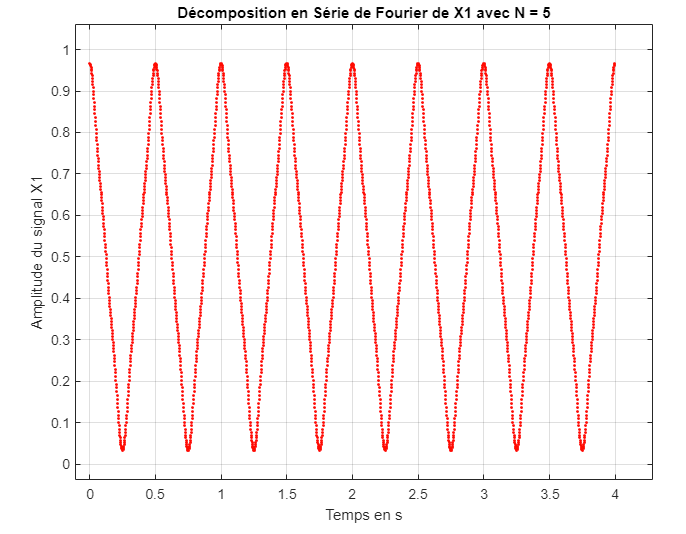 Décomposition en Série de Fourier de X1 avec N = 5
1
0.9
0.8
0.7
0.6
0.5
0.4
0.3
0.2
0.1
0
Amplitude du signal X1
0 0.5 1 1.5 2 2.5 3 3.5 4
Temps en s